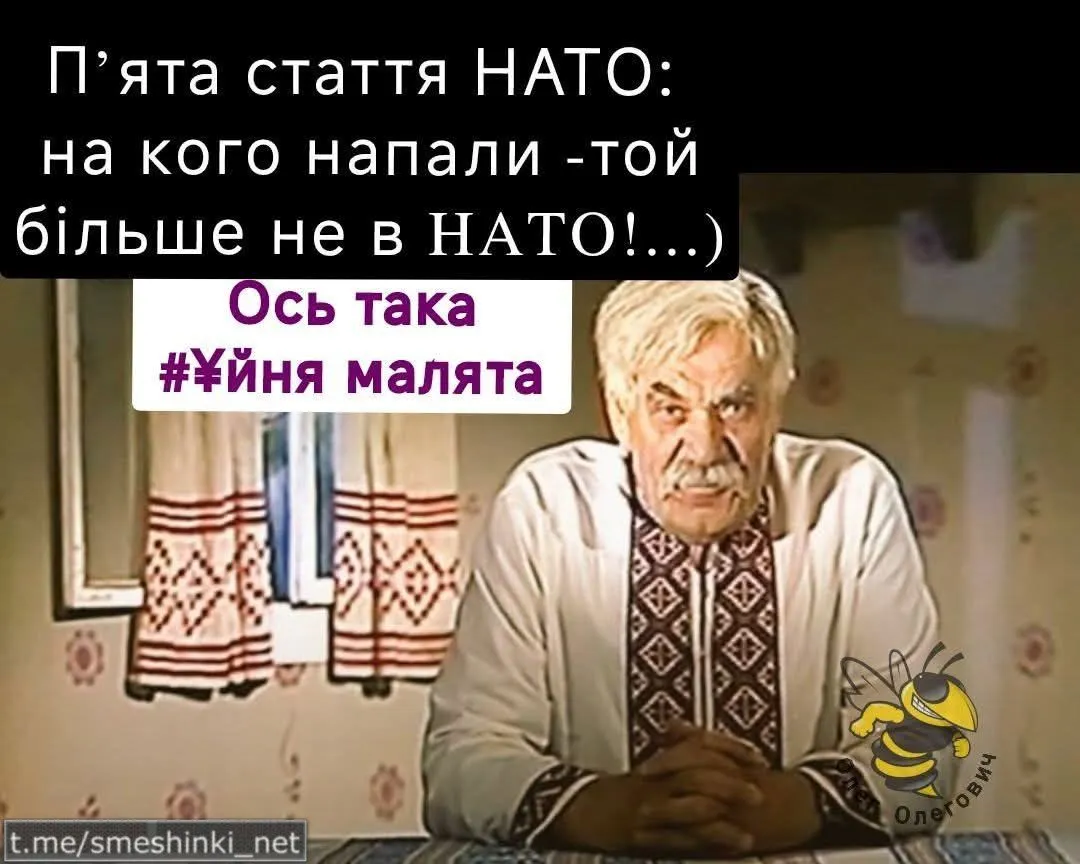 П’ята стаття НАТО:
на кого напали -той
більше не в НАТО!...)
Ось така
#¥йня малята
Олег Олегович
t.me/smeshinki_net